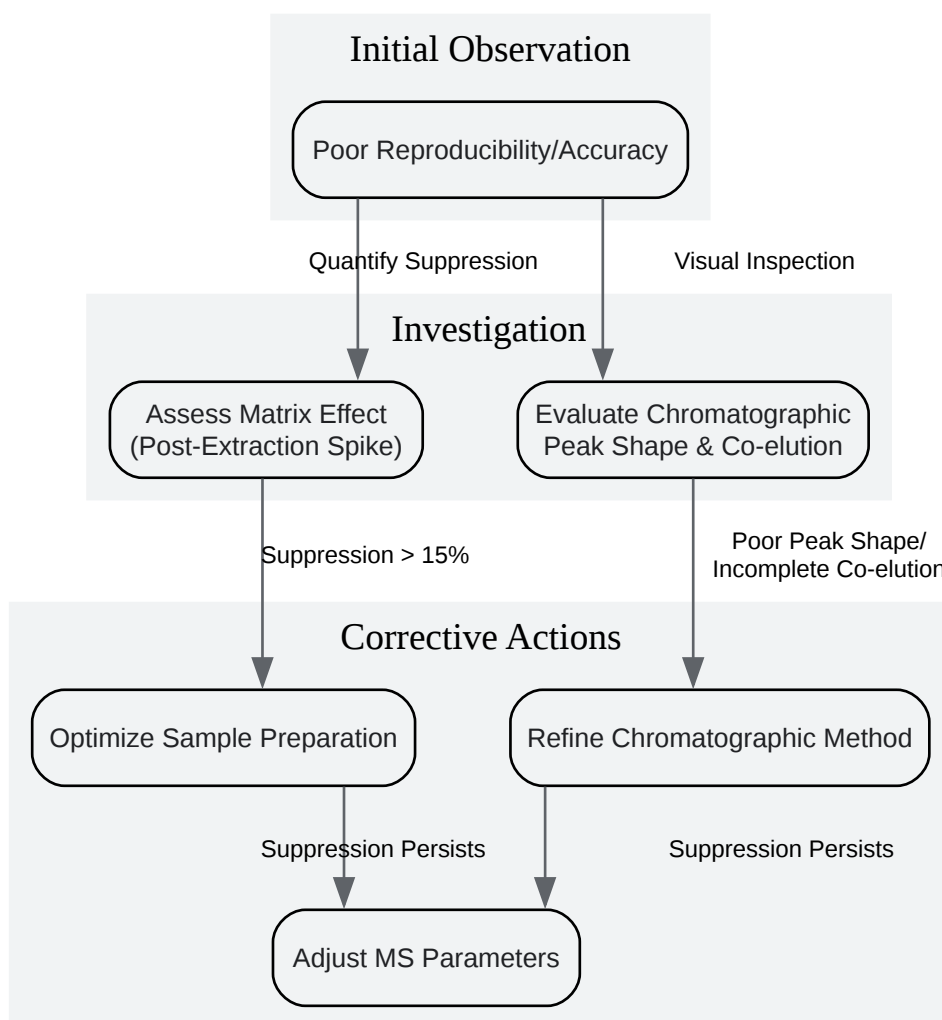 Initial Observation
Poor Reproducibility/Accuracy
Quantify Suppression
Visual Inspection
Investigation
Assess Matrix Effect
(Post-Extraction Spike)
Evaluate Chromatographic
Peak Shape & Co-elution
Suppression > 15%
Poor Peak Shape/
Incomplete Co-elution
Corrective Actions
Optimize Sample Preparation
Refine Chromatographic Method
Suppression Persists
Suppression Persists
Adjust MS Parameters